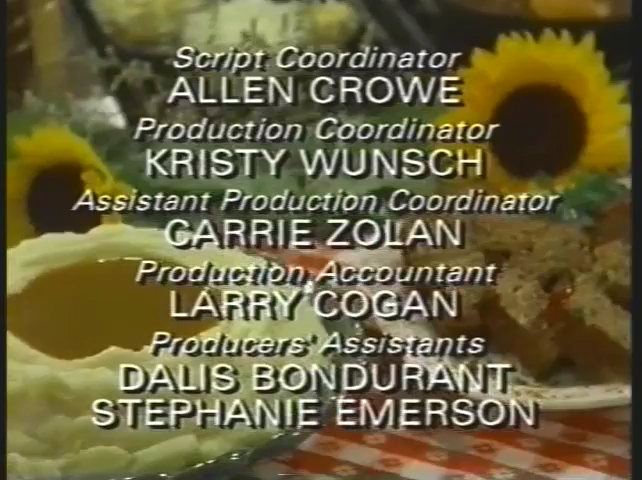 Script Coordinator
ALLEN CROWE
Production Coordinator
KRISTY WUNSCH
Assistant Production Coordinator
CARRIE ZOLAN
Production Accountant
LARRY COGAN
Producers' Assistants
DALIS BONDURANT
STEPHANIE EMERSON